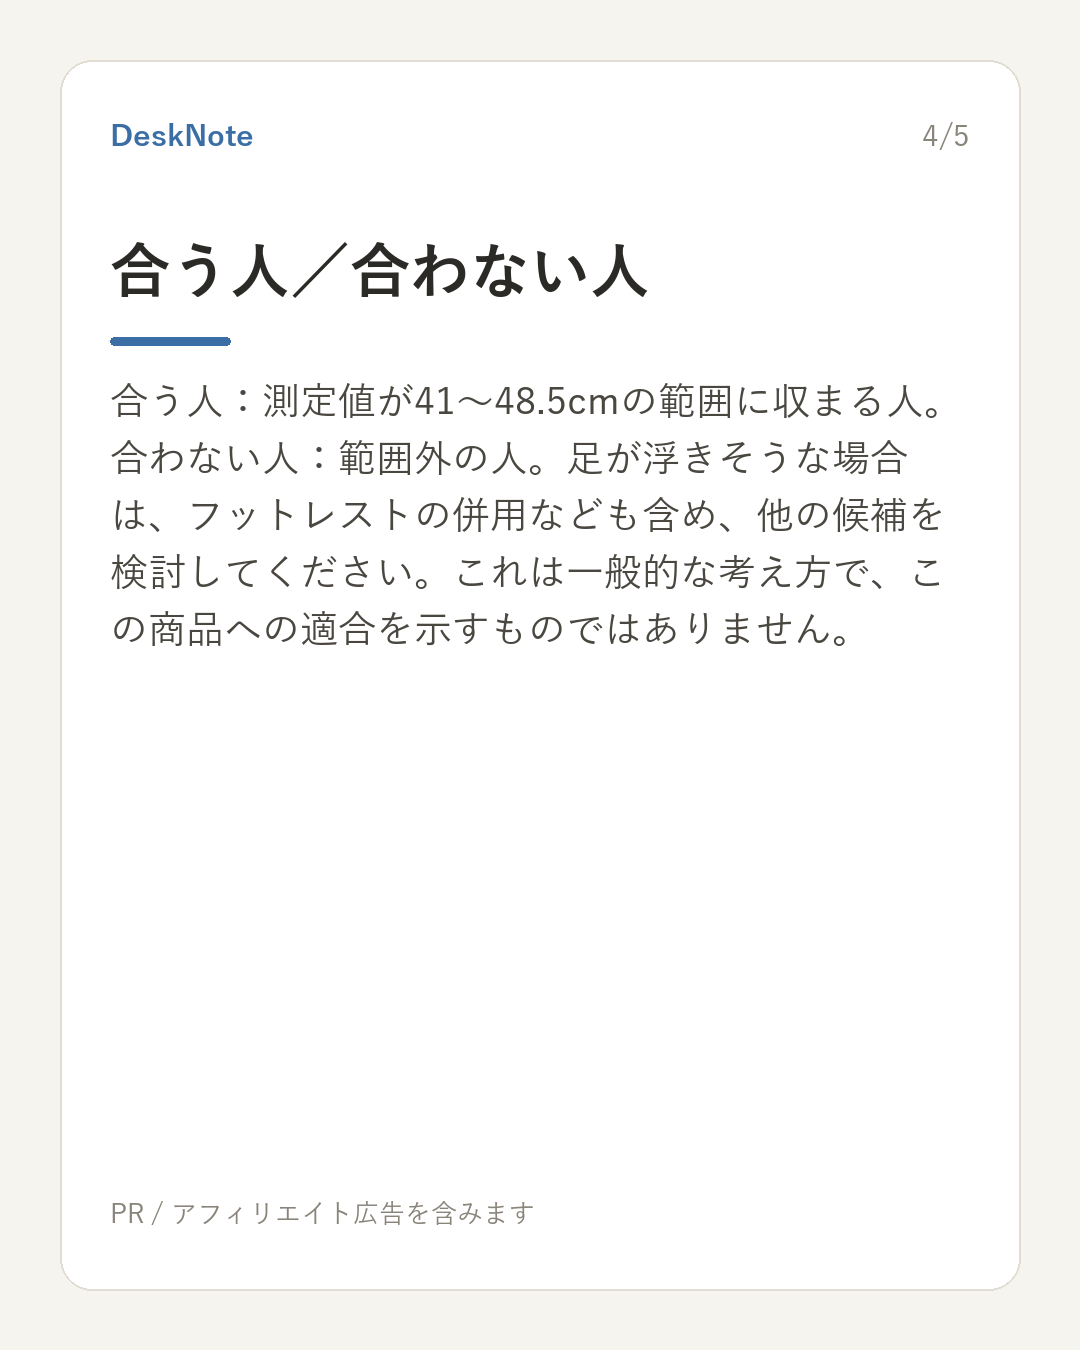 DeskNote
4/5
合う人／合わない人
合う人：測定値が41〜48.5cmの範囲に収まる人。
合わない人：範囲外の人。足が浮きそうな場合
は、フットレストの併用なども含め、他の候補を
検討してください。これは一般的な考え方で、こ
の商品への適合を示すものではありません。
PR / アフィリエイト広告を含みます